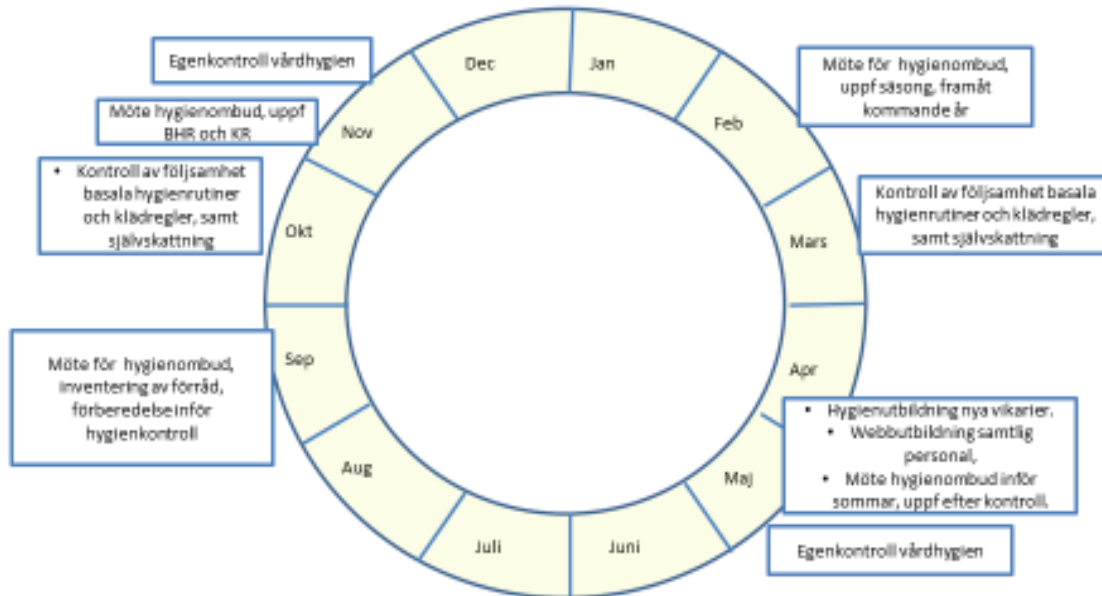 Dec
Jan
Egenkontroll vårdhygien
Möte för hygienombud,
uppf säsong, framåt
kommande år
Feb
Möte hygienombud, uppf
BHR och KR
Nov
• Kontroll av följsamhet
basala hygienrutiner
och klädregler, samt
självskattning
Kontroll av följsamhet basala
hygienrutiner och klädregler,
samt självskattning
Okt
Mars
Möte för hygienombud,
inventering av förråd,
förberedelse inför
hygienkontroll
Sep
Apr
• Hygienutbildning nya vikarier.
• Webbutbildning samtlig
personal,
• Möte hygienombud inför
sommar, uppf efter kontroll.
Aug
Maj
Juli
Juni
Egenkontroll vårdhygien